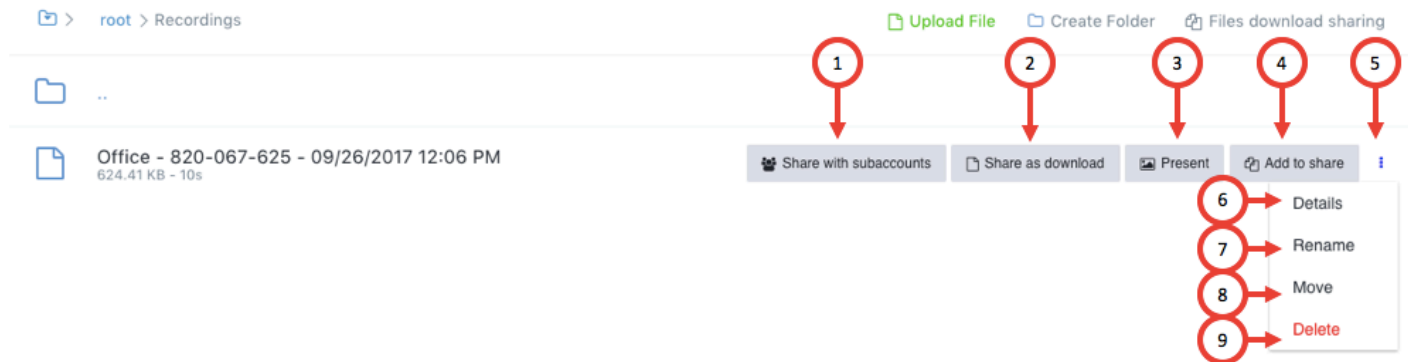 > root > Recordings Upload File Create Folder Files download sharing
1 2 3 4 5
..
Office - 820-067-625 - 09/26/2017 12:06 PM
624.41 KB - 10s
Share with subaccounts Share as download Present Add to share
6 Details
7 Rename
8 Move
9 Delete